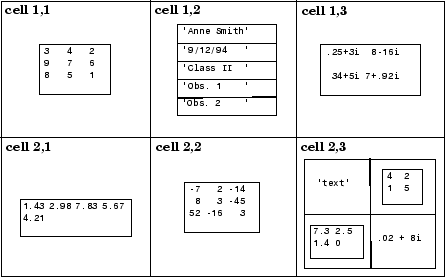 cell 1,1
3 4 2
9 7 6
8 5 1
cell 1,2
'Anne Smith'
'9/12/94 '
'Class II '
'Obs. 1 '
'Obs. 2 '
cell 1,3
.25+3i 8-16i
34+5i 7+.92i
cell 2,1
1.43 2.98 7.83 5.67
4.21
cell 2,2
-7 2 -14
8 3 -45
52 -16 3
cell 2,3
'text'
4 2
1 5
7.3 2.5
1.4 0
.02 + 8i